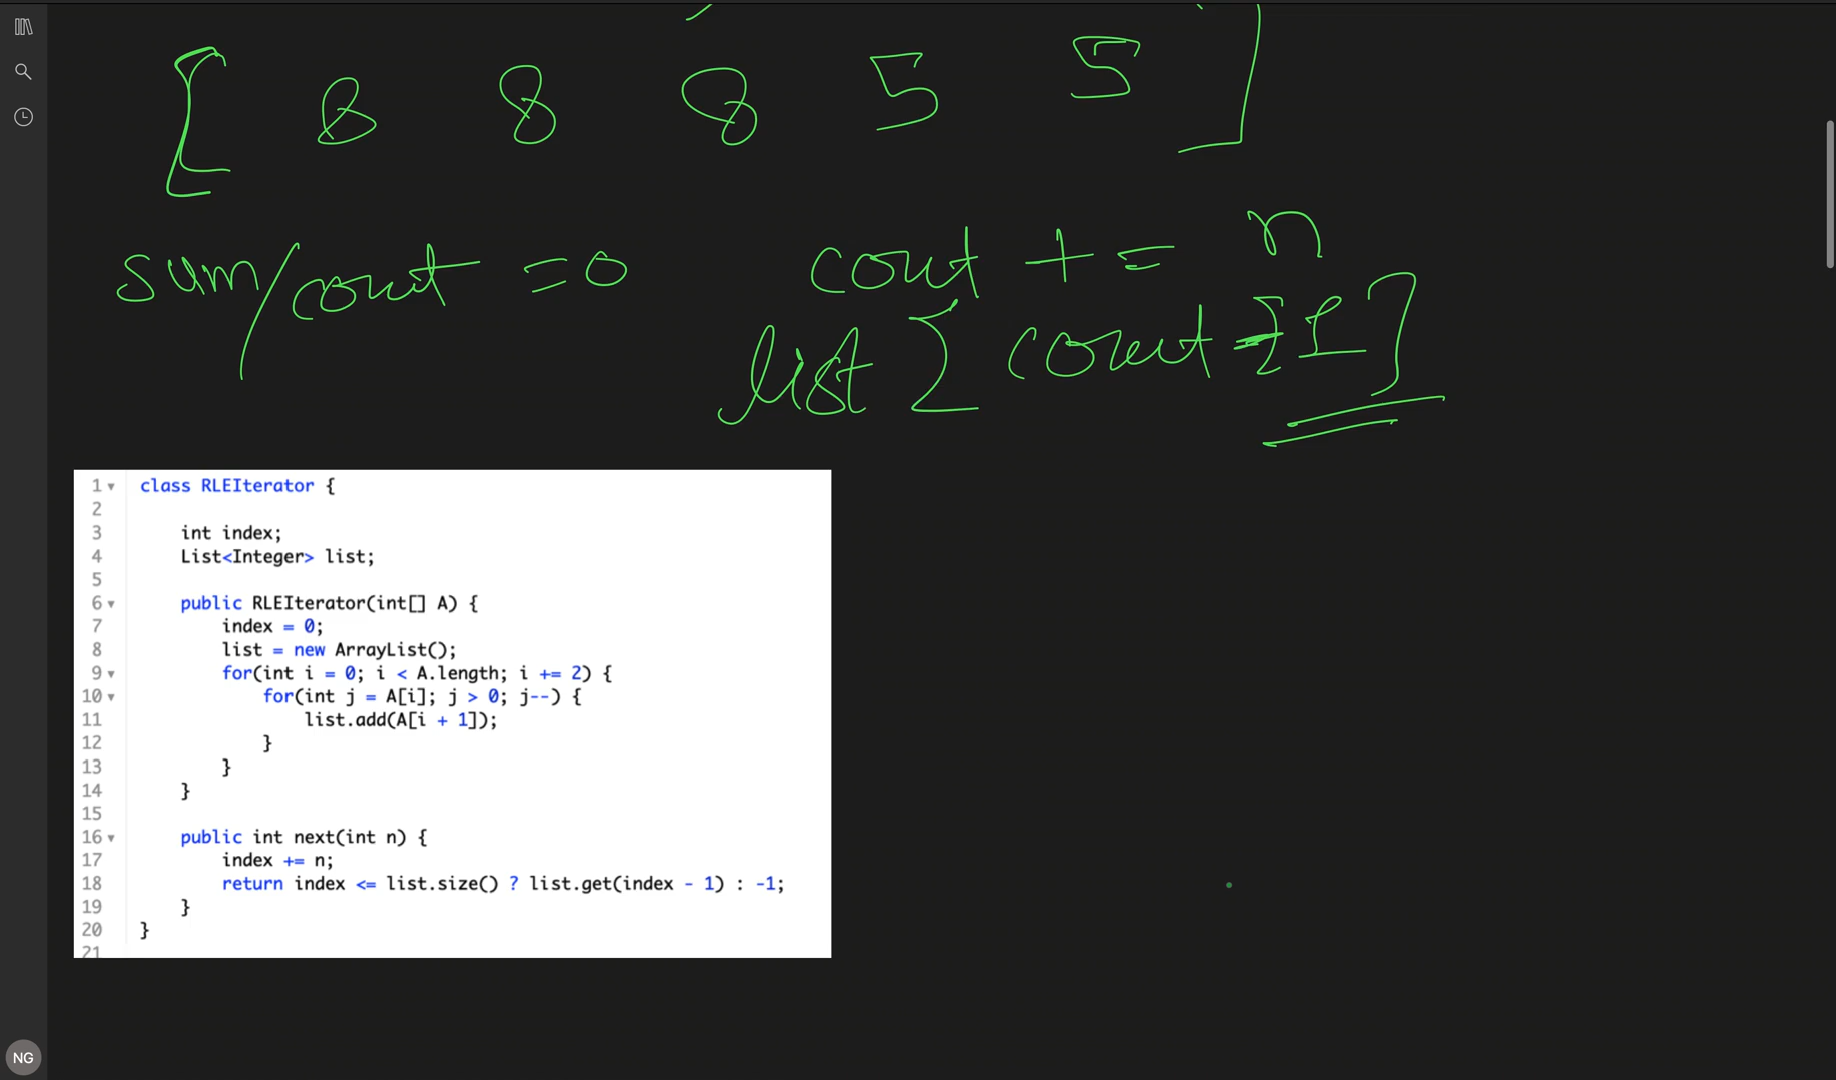 [ 8 8 8 5 5 ]
sum/cout = 0 cout += n
list [ count - 1 ]
1 class RLEIterator {
2
3 int index;
4 List<Integer> list;
5
6 public RLEIterator(int[] A) {
7 index = 0;
8 list = new ArrayList();
9 for(int i = 0; i < A.length; i += 2) {
10 for(int j = A[i]; j > 0; j--) {
11 list.add(A[i + 1]);
12 }
13 }
14 }
15
16 public int next(int n) {
17 index += n;
18 return index <= list.size() ? list.get(index - 1) : -1;
19 }
20 }
21
NG